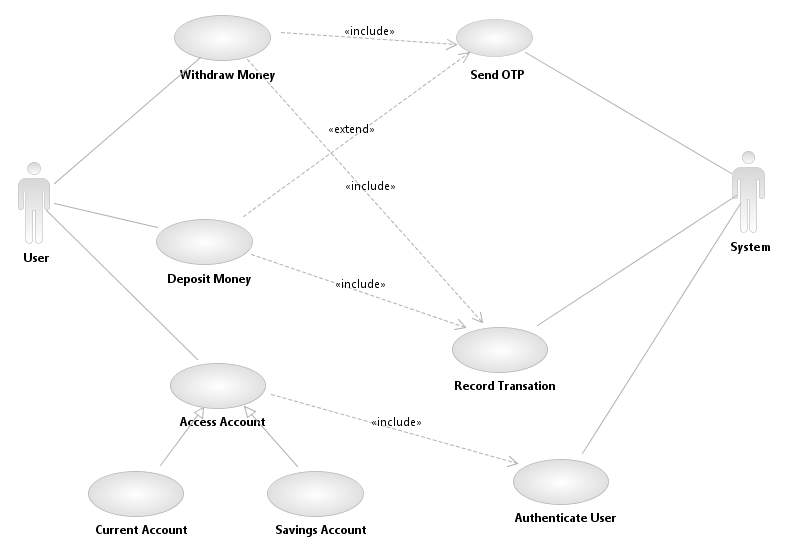 «include»
Withdraw Money
Send OTP
«extend»
«include»
User
System
Deposit Money
«include»
Record Transation
Access Account
«include»
Current Account
Savings Account
Authenticate User